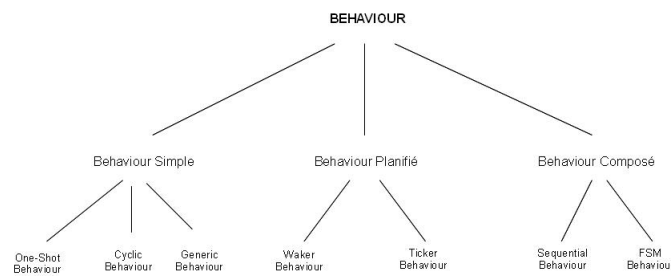 BEHAVIOUR
Behaviour Simple
Behaviour Planifié
Behaviour Composé
One-Shot
Behaviour
Cyclic
Behaviour
Generic
Behaviour
Waker
Behaviour
Ticker
Behaviour
Sequential
Behaviour
FSM
Behaviou